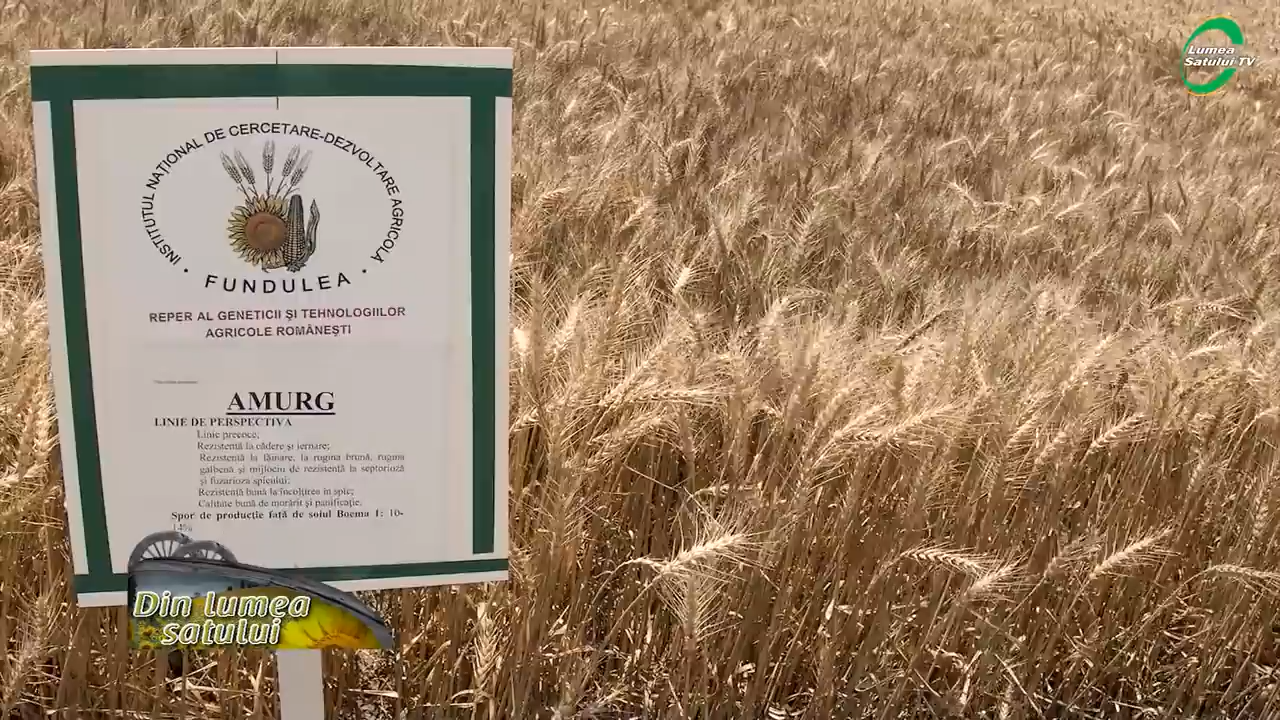 INSTITUTUL NAȚIONAL DE CERCETARE-DEZVOLTARE AGRICOLA
• FUNDULEA •
REPER AL GENETICII ȘI TEHNOLOGIILOR
AGRICOLE ROMÂNEȘTI
AMURG
LINIE DE PERSPECTIVA
Linie precoce;
Rezistentă la cădere și iernare;
Rezistentă la făinare, la rugina brună, rugina
galbenă și mijlociu de rezistentă la septorioză
și fuzarioza spicului;
Rezistență bună la încolțirea în spic;
Calitate bună de morărit și panificație;
Spor de producție față de soiul Boema 1: 10-
14%
Din lumea
satului
Lumea
Satului TV